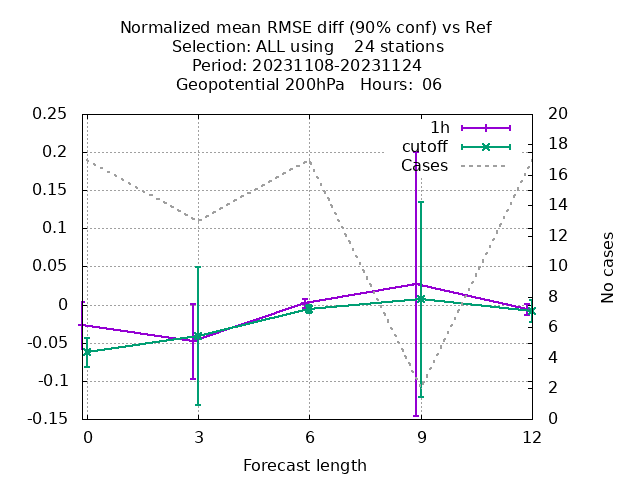 Normalized mean RMSE diff (90% conf) vs Ref
Selection: ALL using    24 stations
Period: 20231108-20231124
Geopotential 200hPa   Hours:  06
0.25
0.2
0.15
0.1
0.05
0
-0.05
-0.1
-0.15
20
18
16
14
12
10
8
6
4
2
0
1h
cutoff
Cases
No cases
0
3
6
9
12
Forecast length